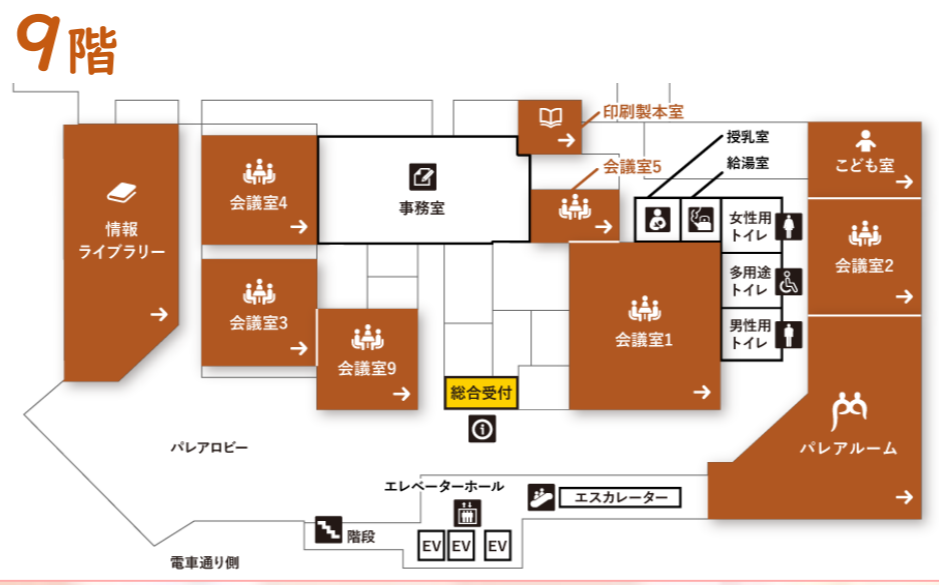 9階
印刷製本室
授乳室
給湯室
会議室5
こども室
会議室4
事務室
情報
ライブラリー
女性用
トイレ
会議室2
多用途
トイレ
会議室3
会議室1
男性用
トイレ
会議室9
総合受付
パレアロビー
パレアルーム
エレベーターホール
エスカレーター
階段
EV
EV
EV
電車通り側